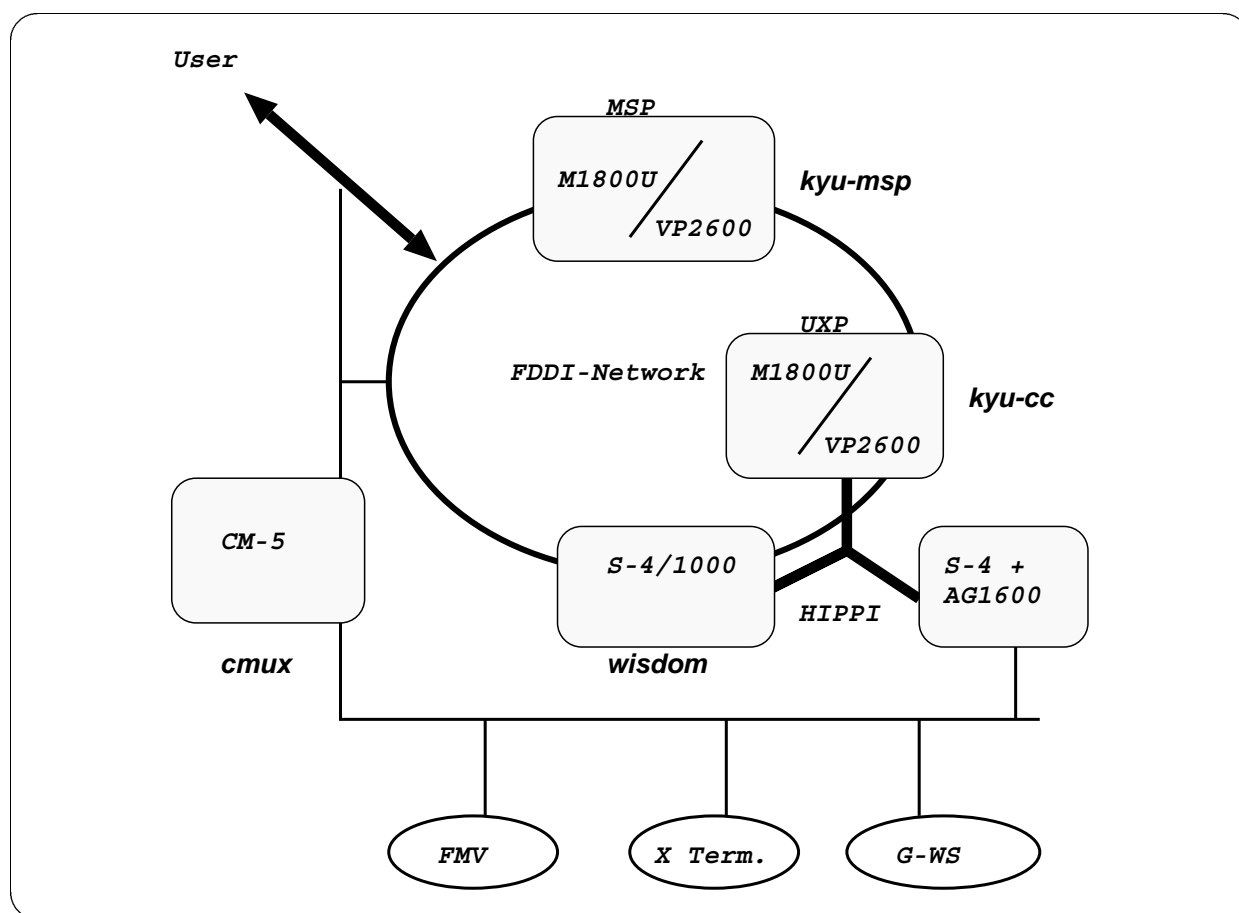 User
MSP
M1800U
VP2600
kyu-msp
UXP
FDDI-Network
M1800U
VP2600
kyu-cc
CM-5
S-4/1000
S-4 +
AG1600
HIPPI
cmux
wisdom
FMV
X Term.
G-WS